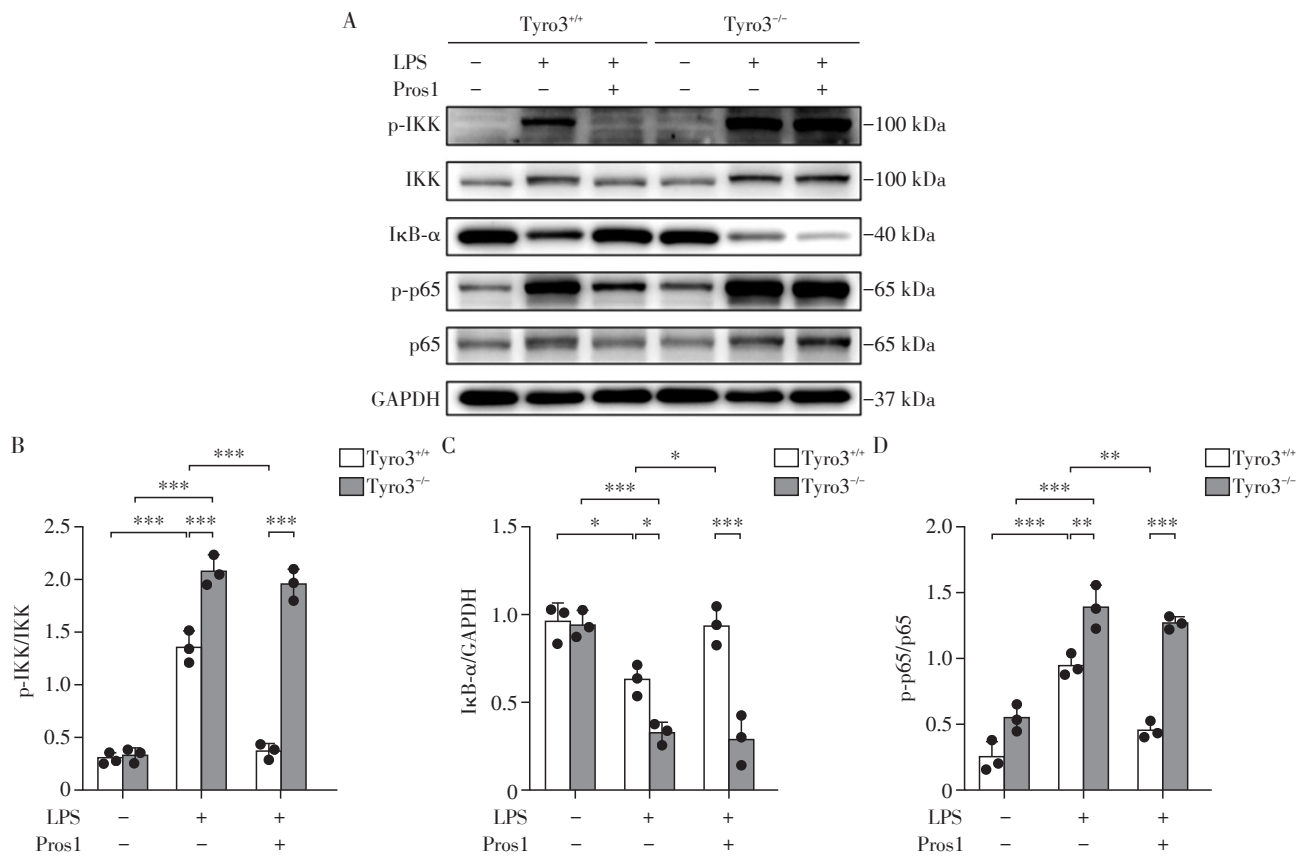 A
Tyro3+/+ Tyro3−/−
LPS − + + − + +
Pros1 − − + − − +
p-IKK −100 kDa
IKK −100 kDa
IκB-α −40 kDa
p-p65 −65 kDa
p65 −65 kDa
GAPDH −37 kDa
B
Tyro3+/+
Tyro3−/−
***
***
*** *** ***
p-IKK/IKK
2.5
2.0
1.5
1.0
0.5
0
LPS − + +
Pros1 − − +
C
Tyro3+/+
Tyro3−/−
*
***
* * ***
IκB-α/GAPDH
1.5
1.0
0.5
0
− + +
− − +
D
Tyro3+/+
Tyro3−/−
**
***
*** ** ***
p-p65/p65
2.0
1.5
1.0
0.5
0
LPS − + +
Pros1 − − +